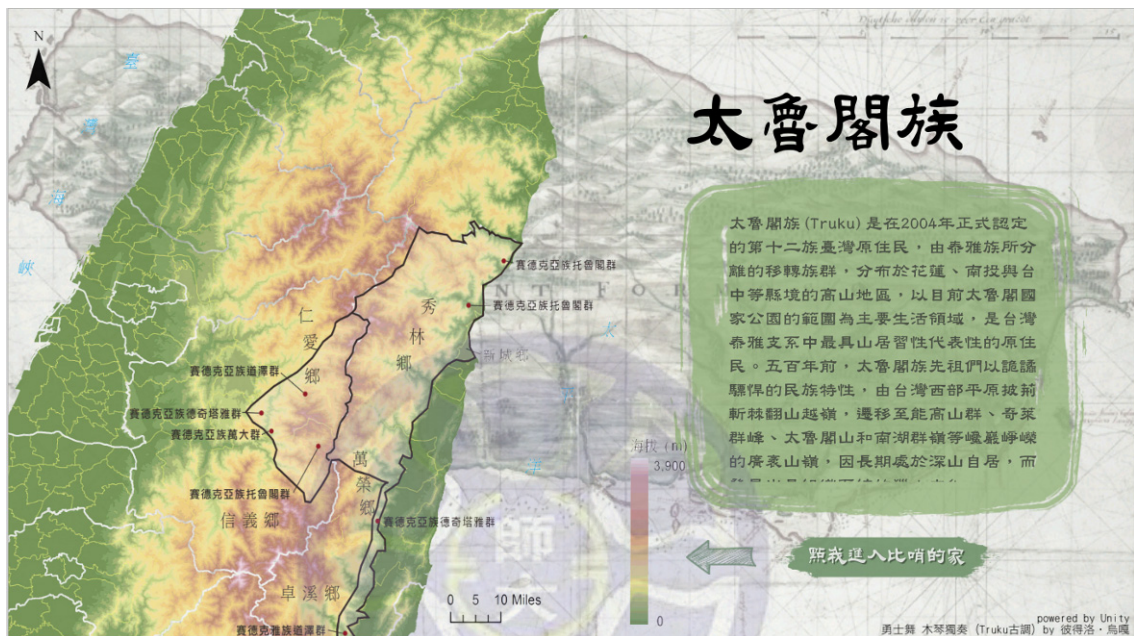 N
臺
灣
海
峽
太魯閣族
太魯閣族 (Truku) 是在2004年正式認定
的第十二族臺灣原住民，由泰雅族所分
離的移轉族群，分布於花蓮、南投與台
中等縣境的高山地區，以目前太魯閣國
家公園的範圍為主要生活領域，是台灣
泰雅支系中最具山居習性代表性的原住
民。五百年前，太魯閣族先祖們以詭譎
驃悍的民族特性，由台灣西部平原披荊
斬棘翻山越嶺，遷移至能高山群、奇萊
群峰、太魯閣山和南湖群嶺等巉巖崢嶸
的廣袤山嶺，因長期處於深山自居，而
賽德克亞族托魯閣群
賽德克亞族托魯閣群
仁愛鄉
秀林鄉
新城鄉
賽德克亞族道澤群
賽德克亞族德奇塔雅群
賽德克亞族萬大群
賽德克亞族托魯閣群
萬榮鄉
信義鄉
賽德克亞族德奇塔雅群
卓溪鄉
賽德克雅族道澤群
太
平
洋
海拔 (m)
3,900
0
0 5 10 Miles
師大
點我進入比哨的家
powered by Unity
勇士舞 木琴獨奏 (Truku古調) by 彼得洛·烏嘎